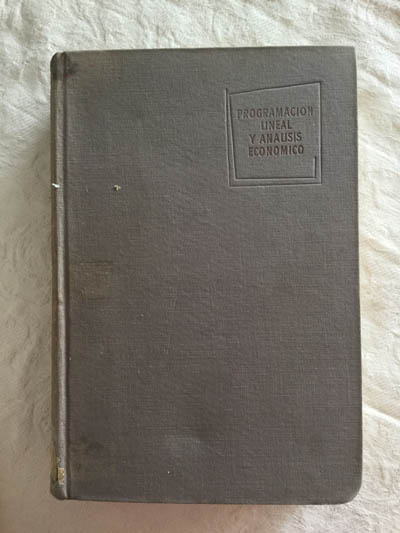 PROGRAMACION
LINEAL
Y ANALISIS
ECONOMICO